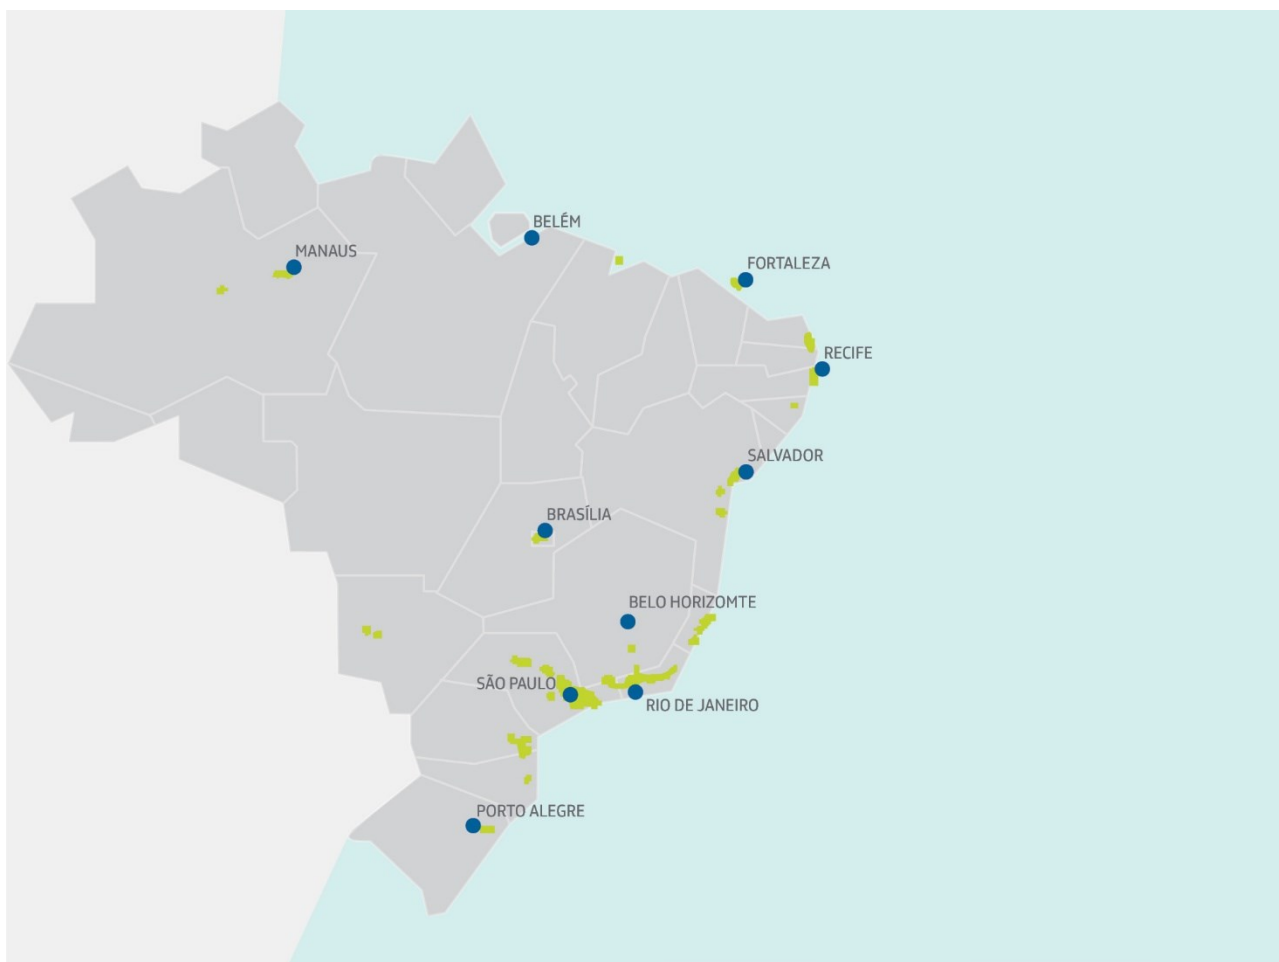 BELÉM
MANAUS
FORTALEZA
RECIFE
SALVADOR
BRASÍLIA
BELO HORIZOMTE
SÃO PAULO
RIO DE JANEIRO
PORTO ALEGRE